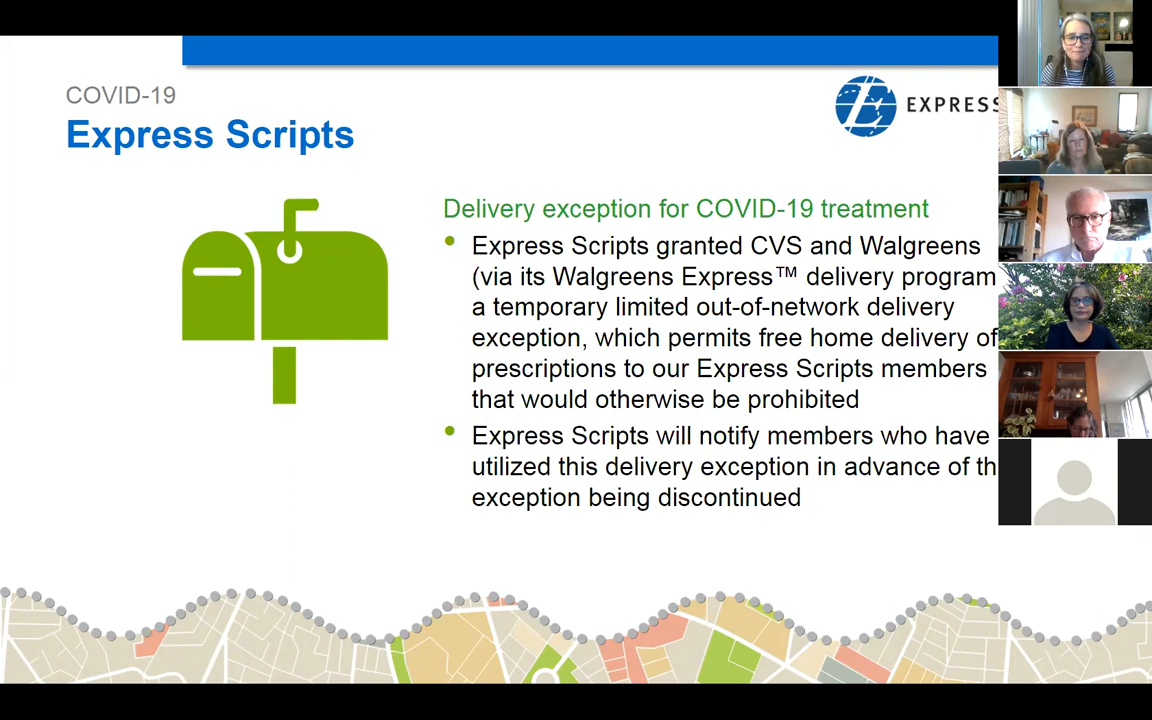 COVID-19
Express Scripts
EXPRESS
Delivery exception for COVID-19 treatment
• Express Scripts granted CVS and Walgreens
(via its Walgreens Express™ delivery program
a temporary limited out-of-network delivery
exception, which permits free home delivery of
prescriptions to our Express Scripts members
that would otherwise be prohibited
• Express Scripts will notify members who have
utilized this delivery exception in advance of th
exception being discontinued